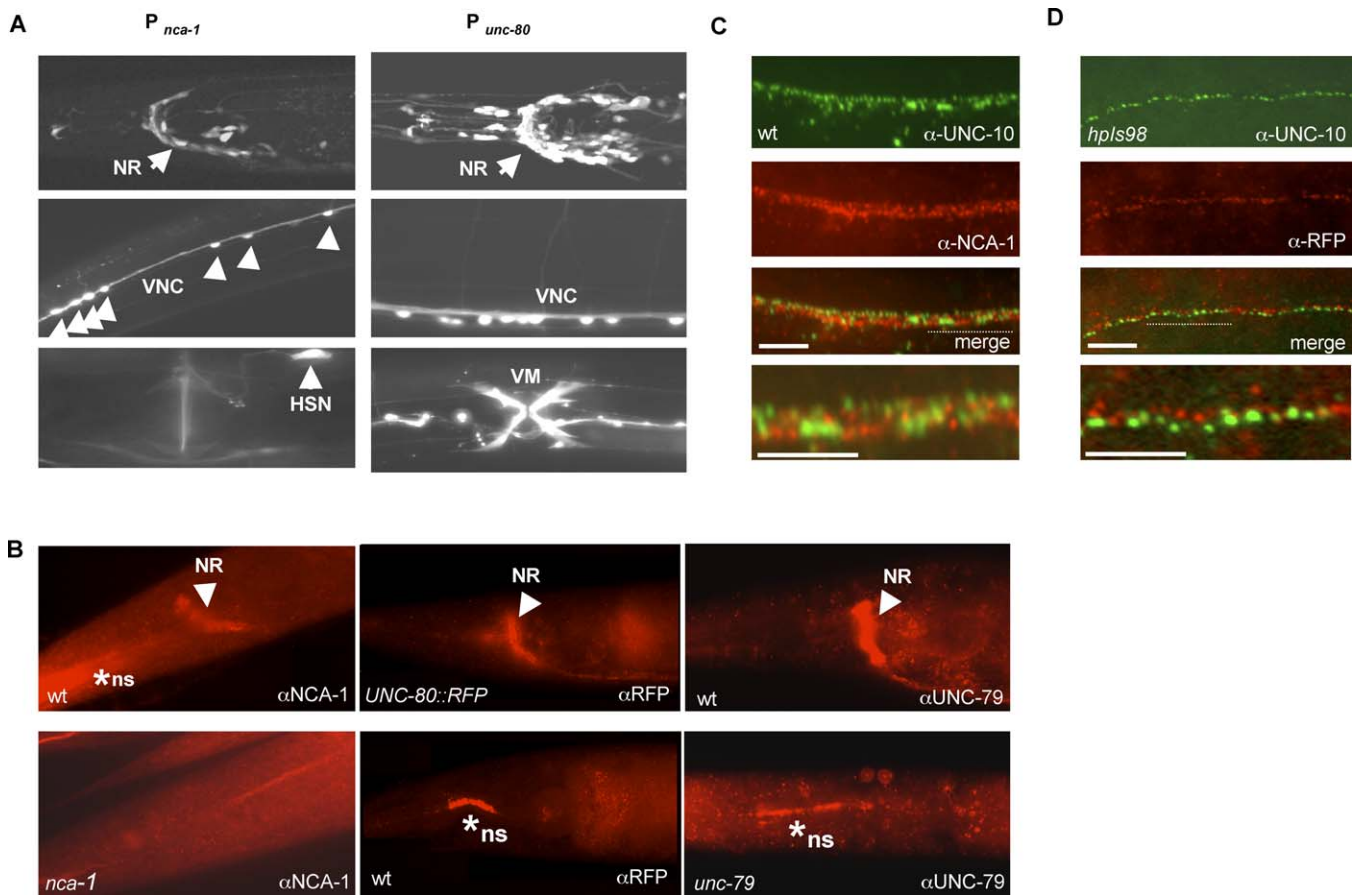 A
P nca-1
P unc-80
NR
NR
VNC
VNC
HSN
VM
B
NR
*ns
wt
αNCA-1
NR
UNC-80::RFP
αRFP
NR
wt
αUNC-79
nca-1
αNCA-1
*ns
wt
αRFP
*ns
unc-79
αUNC-79
C
wt
α-UNC-10
α-NCA-1
merge
D
hpIs98
α-UNC-10
α-RFP
merge